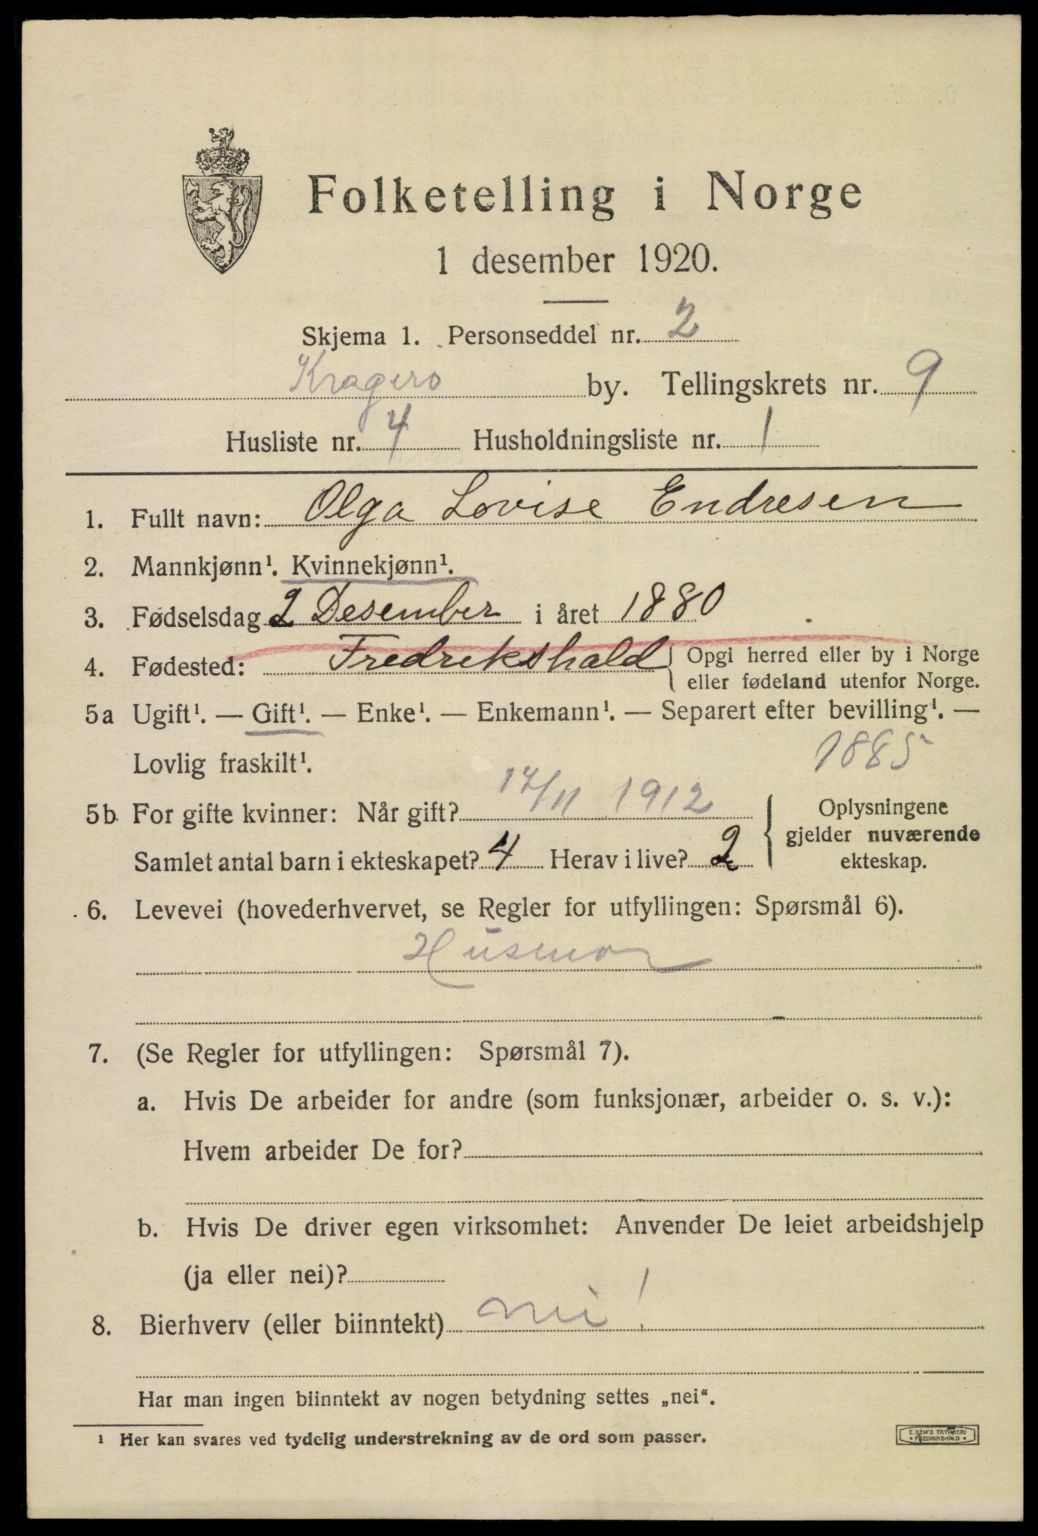 Folketelling i Norge
1 desember 1920.
Skjema 1. Personseddel nr. 2
Kragerø by. Tellingskrets nr. 9
Husliste nr. 4 Husholdningsliste nr. 1
1. Fullt navn: Olga Lovise Endresen
2. Mannkjønn¹. Kvinnekjønn¹.
3. Fødselsdag 2 Desember i året 1880
4. Fødested: Fredrikshald } Opgi herred eller by i Norge
eller fødeland utenfor Norge.
5a Ugift¹. — Gift¹. — Enke¹. — Enkemann¹. — Separert efter bevilling¹. —
Lovlig fraskilt¹. 1885
5b For gifte kvinner: Når gift? 17/11 1912 { Oplysningene
gjelder nuværende
Samlet antal barn i ekteskapet? 4 Herav i live? 2 ekteskap.
6. Levevei (hovederhvervet, se Regler for utfyllingen: Spørsmål 6).
Husmor
7. (Se Regler for utfyllingen: Spørsmål 7).
a. Hvis De arbeider for andre (som funksjonær, arbeider o. s. v.):
Hvem arbeider De for?
b. Hvis De driver egen virksomhet: Anvender De leiet arbeidshjelp
(ja eller nei)?
8. Bierhverv (eller biinntekt) nei!
Har man ingen biinntekt av nogen betydning settes „nei“.
¹ Her kan svares ved tydelig understrekning av de ord som passer.
E. SEM'S TRYKKERI
• FREDRIKSHALD •